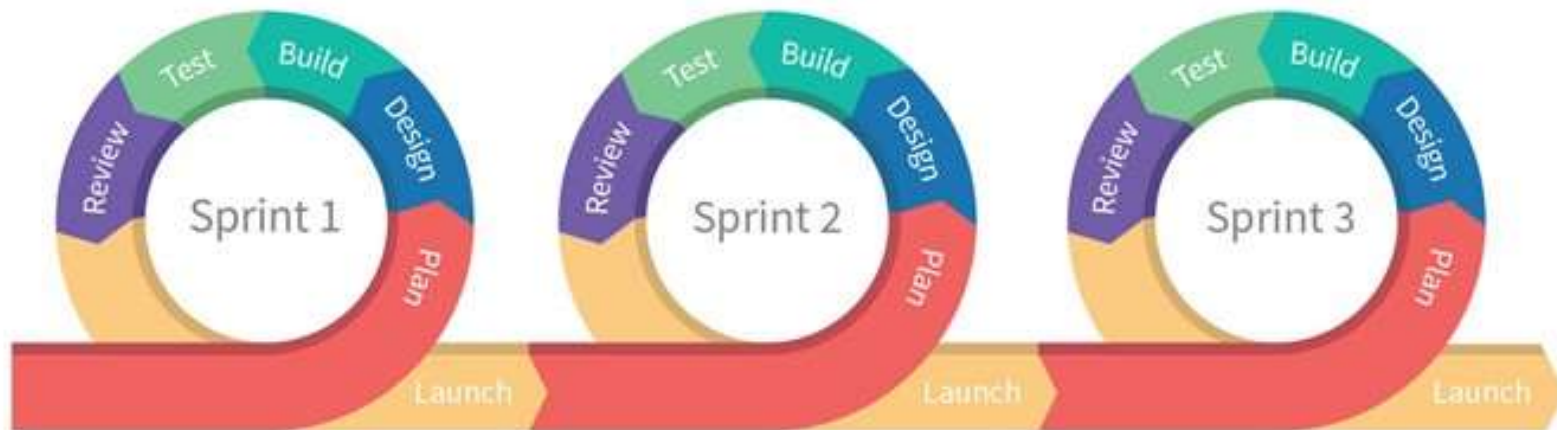 Sprint 1
Plan
Design
Build
Test
Review
Launch
Sprint 2
Plan
Design
Build
Test
Review
Launch
Sprint 3
Plan
Design
Build
Test
Review
Launch